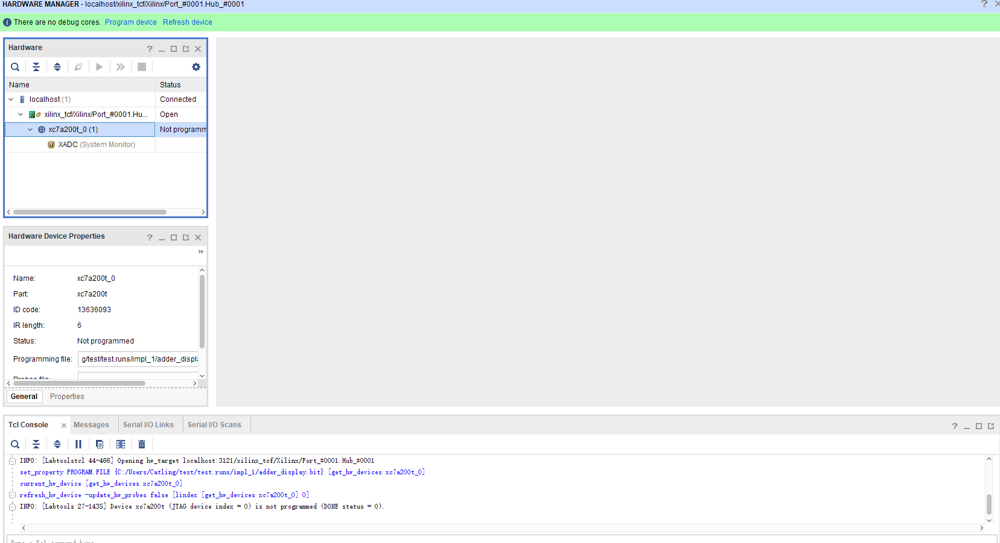 HARDWARE MANAGER - localhost/xilinx_tcf/Xilinx/Port_#0001.Hub_#0001
There are no debug cores. Program device Refresh device
Hardware
Name Status
localhost (1) Connected
xilinx_tcf/Xilinx/Port_#0001.Hu... Open
xc7a200t_0 (1) Not programm
XADC (System Monitor)
Hardware Device Properties
Name: xc7a200t_0
Part: xc7a200t
ID code: 13636093
IR length: 6
Status: Not programmed
Programming file: g/test/test.runs/impl_1/adder_displ
Probes file:
General Properties
Tcl Console Messages Serial I/O Links Serial I/O Scans
INFO: [Labtoolstcl 44-466] Opening hw_target localhost:3121/xilinx_tcf/Xilinx/Port_#0001.Hub_#0001
set_property PROGRAM.FILE {C:/Users/Catling/test/test.runs/impl_1/adder_display.bit} [get_hw_devices xc7a200t_0]
current_hw_device [get_hw_devices xc7a200t_0]
refresh_hw_device -update_hw_probes false [lindex [get_hw_devices xc7a200t_0] 0]
INFO: [Labtools 27-1435] Device xc7a200t (JTAG device index = 0) is not programmed (DONE status = 0).
Type a Tcl command here